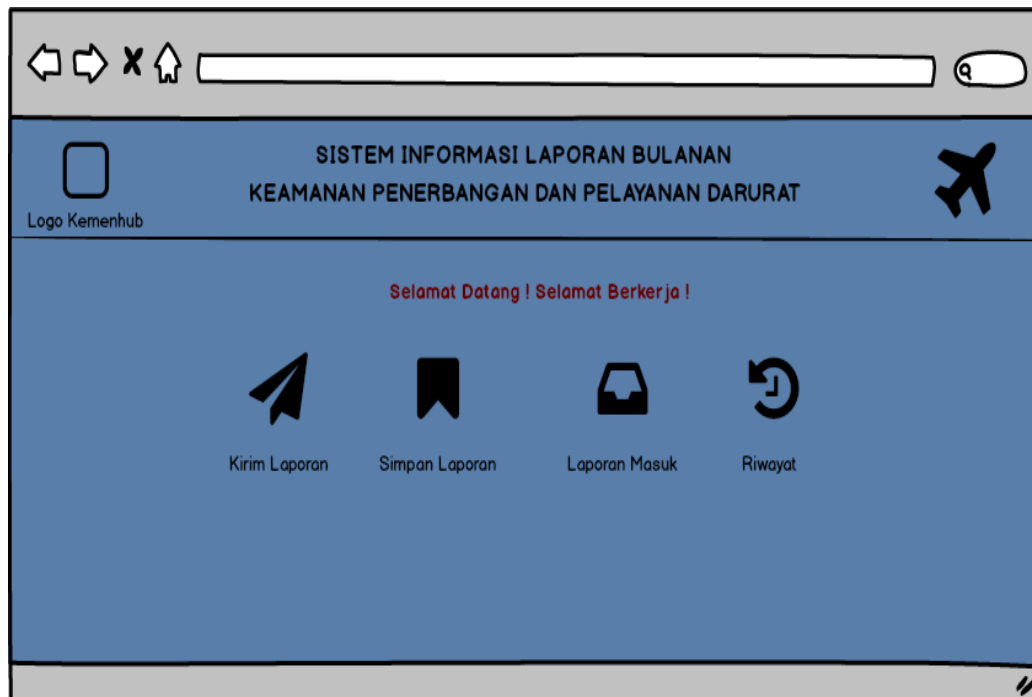 SISTEM INFORMASI LAPORAN BULANAN
KEAMANAN PENERBANGAN DAN PELAYANAN DARURAT
Logo Kemenhub
Selamat Datang ! Selamat Berkerja !
Kirim Laporan
Simpan Laporan
Laporan Masuk
Riwayat